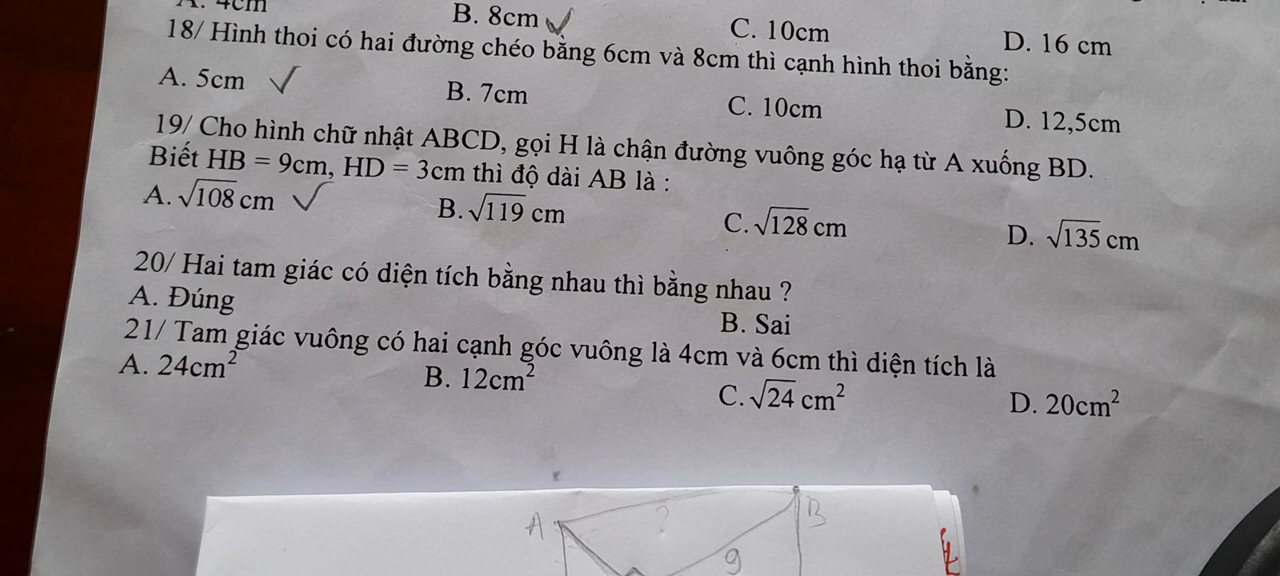 A. 4cm B. 8cm C. 10cm D. 16 cm
18/ Hình thoi có hai đường chéo bằng 6cm và 8cm thì cạnh hình thoi bằng:
A. 5cm B. 7cm C. 10cm D. 12,5cm
19/ Cho hình chữ nhật ABCD, gọi H là chận đường vuông góc hạ từ A xuống BD.
Biết HB = 9cm, HD = 3cm thì độ dài AB là :
A. √108 cm B. √119 cm C. √128 cm D. √135 cm
20/ Hai tam giác có diện tích bằng nhau thì bằng nhau ?
A. Đúng B. Sai
21/ Tam giác vuông có hai cạnh góc vuông là 4cm và 6cm thì diện tích là
A. 24cm² B. 12cm² C. √24 cm² D. 20cm²
A ? B
9